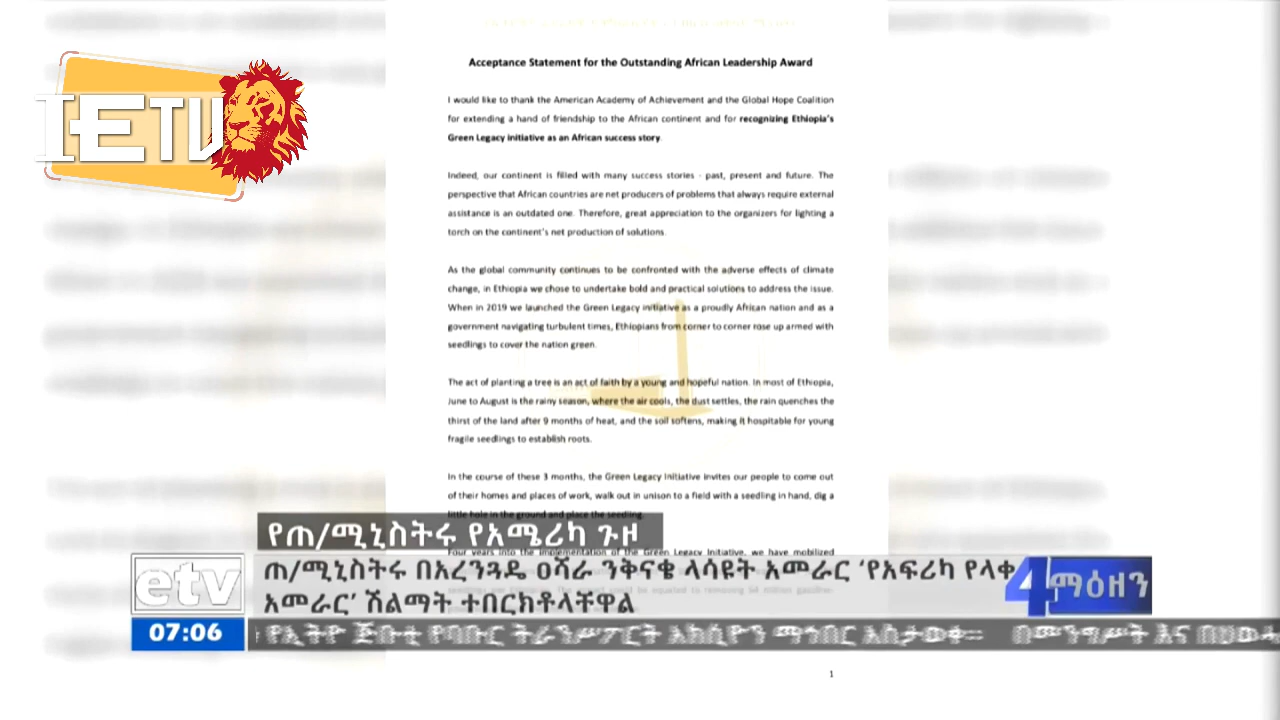 IETV
Acceptance Statement for the Outstanding African Leadership Award
I would like to thank the American Academy of Achievement and the Global Hope Coalition
for extending a hand of friendship to the African continent and for recognizing Ethiopia's
Green Legacy initiative as an African success story.
Indeed, our continent is filled with many success stories - past, present and future. The
perspective that African countries are net producers of problems that always require external
assistance is an outdated one. Therefore, great appreciation to the organizers for lighting a
torch on the continent's net production of solutions.
As the global community continues to be confronted with the adverse effects of climate
change, in Ethiopia we chose to undertake bold and practical solutions to address the issue.
When in 2019 we launched the Green Legacy initiative as a proudly African nation and as a
government navigating turbulent times, Ethiopians from corner to corner rose up armed with
seedlings to cover the nation green.
The act of planting a tree is an act of faith by a young and hopeful nation. In most of Ethiopia,
June to August is the rainy season, where the air cools, the dust settles, the rain quenches the
thirst of the land after 9 months of heat, and the soil softens, making it hospitable for young
fragile seedlings to establish roots.
In the course of these 3 months, the Green Legacy Initiative invites our people to come out
of their homes and places of work, walk out in unison to a field with a seedling in hand, dig a
little hole in the ground and place the seedling.
የጠ/ሚኒስትሩ የአሜሪካ ጉዞ
Four years into the implementation of the Green Legacy Initiative, we have mobilized
etv
ጠ/ሚኒስትሩ በአረንጓዴ ዐሻራ ንቅናቄ ላሳዩት አመራር ‘የአፍሪካ የላቀ
አመራር’ ሽልማት ተበርክቶላቸዋል
4 ማዕዘን
07:06
የኢትዮ ጅቡቲ የባቡር ትራንሥፖርት አክሲዮን ማኅበር አስታወቀ። በመንግሥት እና በህወ
1